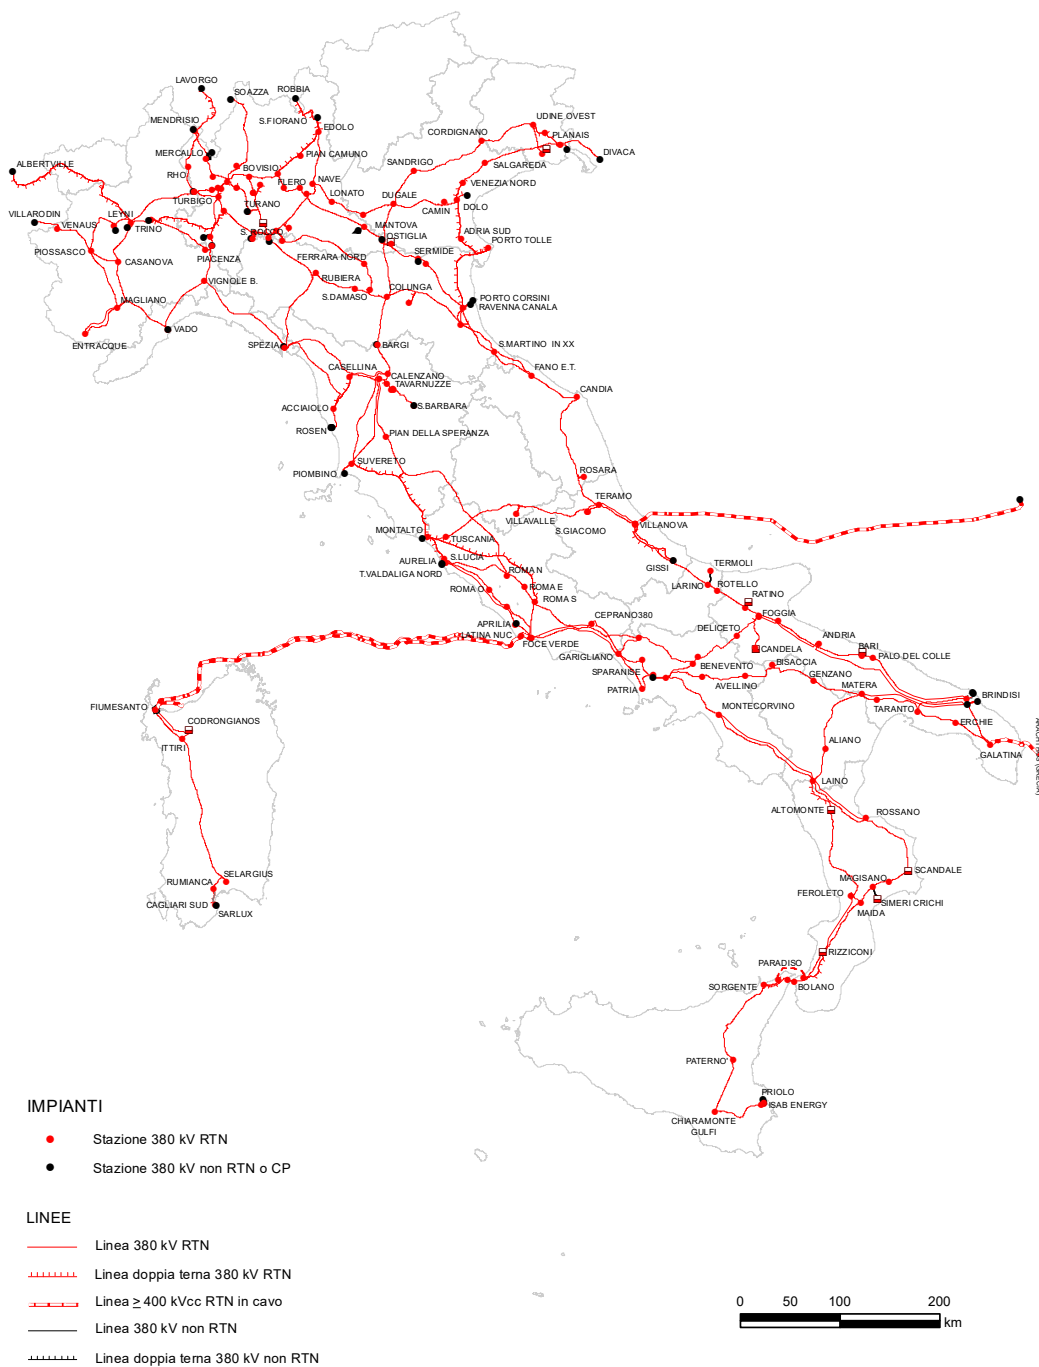 LAVORGO
SOAZZA
ROBBIA
MENDRISIO
S.FIORANO
EDOLO
UDINE OVEST
CORDIGNANO
PLANAIS
DIVACA
MERCALLO
ALBERTVILLE
BOVISIO
PIAN CAMUNO
SANDRIGO
SALGAREDA
RHO
FLERO
NAVE
VENEZIA NORD
TURBIGO
LONATO
DUGALE
DOLO
CAMIN
VILLARODIN
VENAUS
LEYNI
TRINO
TURANO
MANTOVA
ADRIA SUD
S. ROCCO
OSTIGLIA
PORTO TOLLE
PIOSSASCO
CASANOVA
PIACENZA
FERRARA NORD
SERMIDE
VIGNOLE B.
RUBIERA
S.DAMASO
COLUNGA
MAGLIANO
PORTO CORSINI
RAVENNA CANALA
ENTRACQUE
VADO
SPEZIA
BARGI
S.MARTINO IN XX
CASELLINA
CALENZANO
TAVARNUZZE
FANO E.T.
CANDIA
ACCIAIOLO
S.BARBARA
ROSEN
PIAN DELLA SPERANZA
SUVERETO
PIOMBINO
ROSARA
TERAMO
VILLAVALLE
S.GIACOMO
VILLANOVA
MONTALTO
TUSCANIA
AURELIA
S.LUCIA
T.VALDALIGA NORD
GISSI
TERMOLI
ROMA N
ROMA O
ROMA E
ROMA S
LARINO
ROTELLO
RATINO
APRILIA
LATINA NUC
FOCE VERDE
CEPRANO380
FOGGIA
DELICETO
ANDRIA
BARI
CANDELA
PALO DEL COLLE
GARIGLIANO
SPARANISE
BENEVENTO
BISACCIA
PATRIA
AVELLINO
GENZANO
MATERA
BRINDISI
FIUMESANTO
CODRONGIANOS
ITTIRI
MONTECORVINO
TARANTO
ERCHIE
ALIANO
GALATINA
LAINO
ALTOMONTE
ROSSANO
SELARGIUS
RUMIANCA
CAGLIARI SUD
SARLUX
MAGISANO
SCANDALE
FEROLETO
SIMERI CRICHI
MAIDA
RIZZICONI
PARADISO
SORGENTE
BOLANO
PATERNO'
PRIOLO
ISAB ENERGY
CHIARAMONTE
GULFI
IMPIANTI
Stazione 380 kV RTN
Stazione 380 kV non RTN o CP
LINEE
Linea 380 kV RTN
Linea doppia terna 380 kV RTN
Linea ≥ 400 kVcc RTN in cavo
Linea 380 kV non RTN
Linea doppia terna 380 kV non RTN
0 50 100 200
km